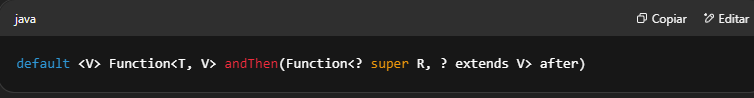 java
Copiar
Editar
default <V> Function<T, V> andThen(Function<? super R, ? extends V> after)